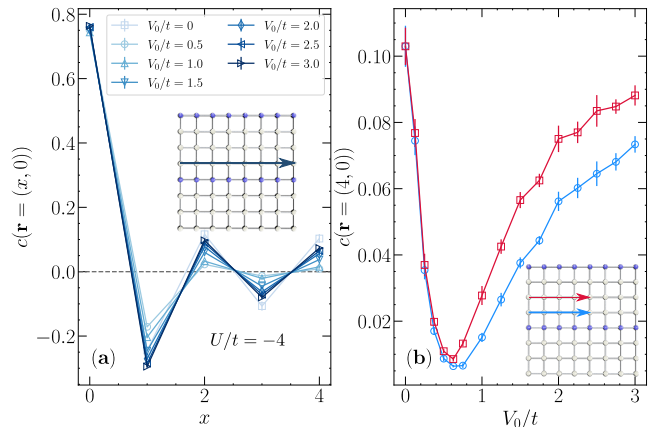 V₀/t = 0
V₀/t = 0.5
V₀/t = 1.0
V₀/t = 1.5
V₀/t = 2.0
V₀/t = 2.5
V₀/t = 3.0
c(r = (x, 0))
0.8
0.6
0.4
0.2
0.0
−0.2
−0.4
(a)
U/t = −4
0
2
4
x
c(r = (4, 0))
0.10
0.08
0.06
0.04
0.02
(b)
0
1
2
3
V₀/t